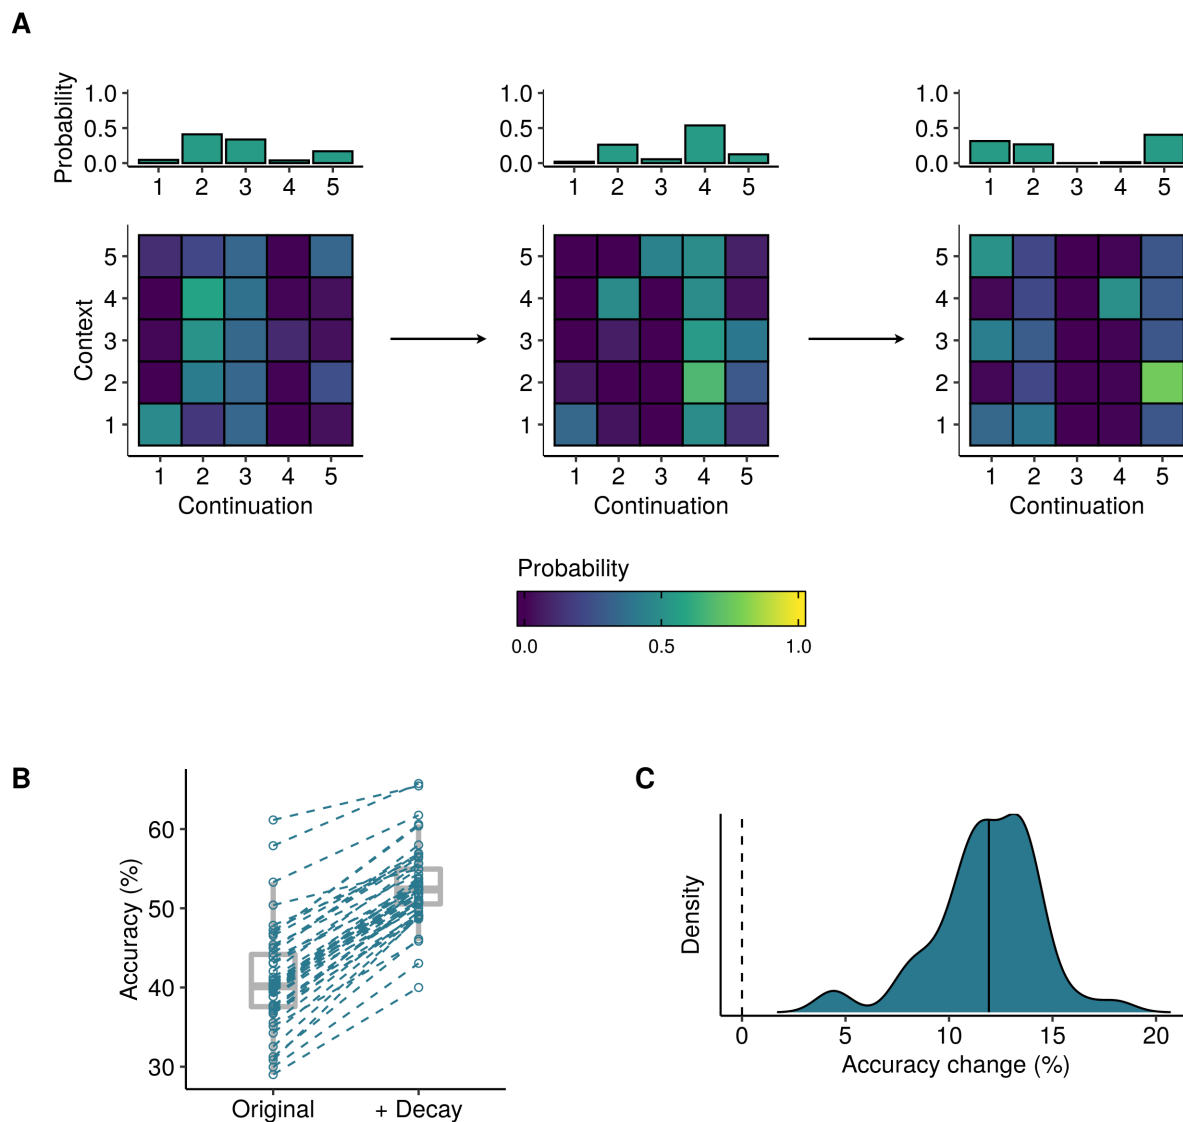 A
Probability
1.0
0.5
0.0
1 2 3 4 5
1.0
0.5
0.0
1 2 3 4 5
1.0
0.5
0.0
1 2 3 4 5
Context
5
4
3
2
1
1 2 3 4 5
Continuation
5
4
3
2
1
1 2 3 4 5
Continuation
5
4
3
2
1
1 2 3 4 5
Continuation
Probability
0.0 0.5 1.0
B
Accuracy (%)
60
50
40
30
Original + Decay
C
Density
0 5 10 15 20
Accuracy change (%)